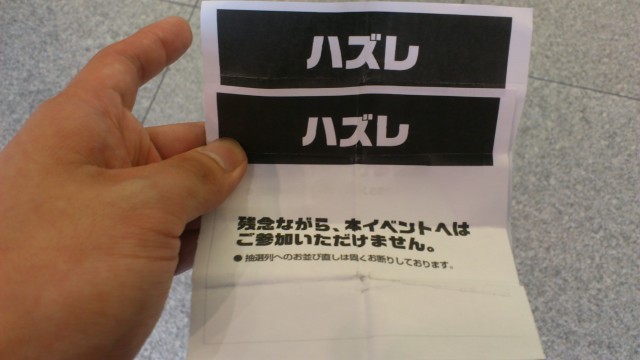 ハズレ
ハズレ
残念ながら、本イベントへは
ご参加いただけません。
●抽選列へのお並び直しは固くお断りしております。